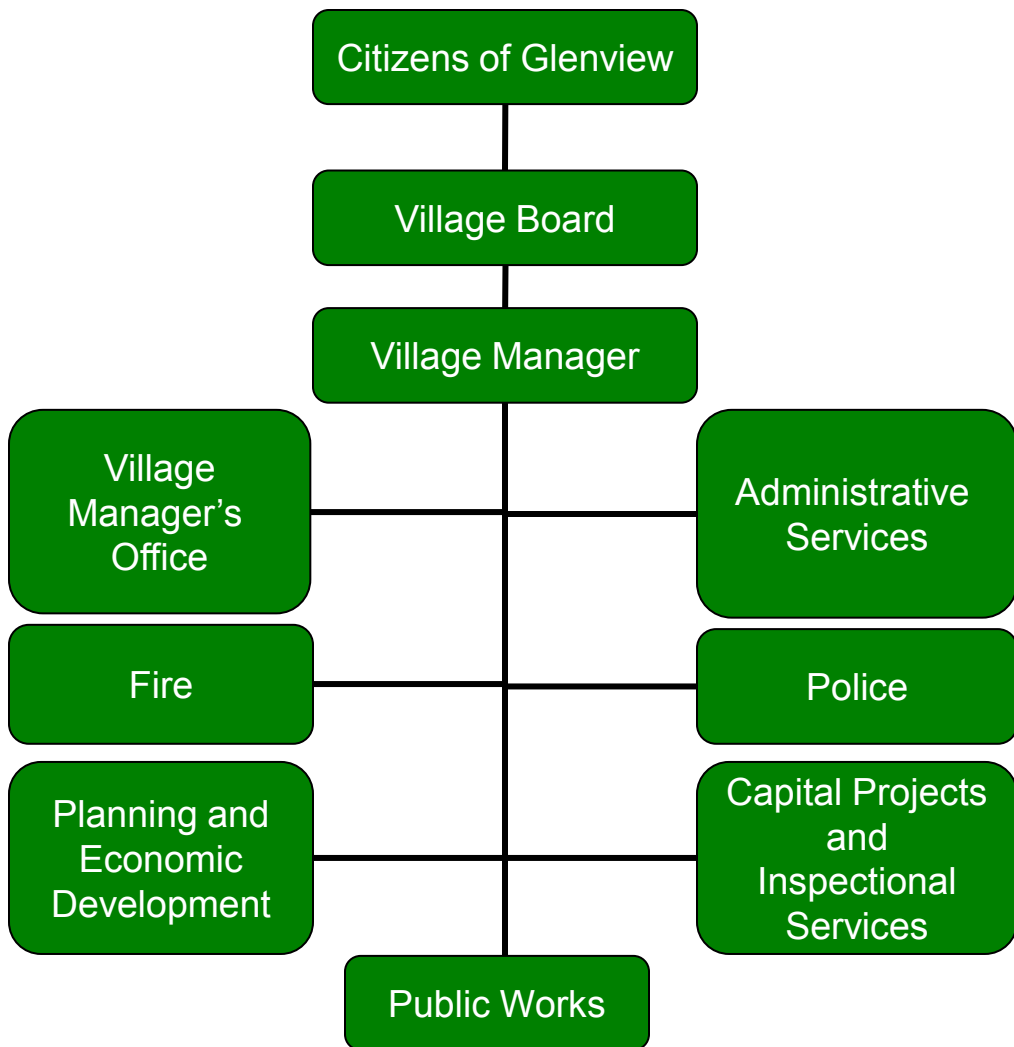 Citizens of Glenview
Village Board
Village Manager
Village
Manager’s
Office
Administrative
Services
Fire
Police
Planning and
Economic
Development
Capital Projects
and
Inspectional
Services
Public Works